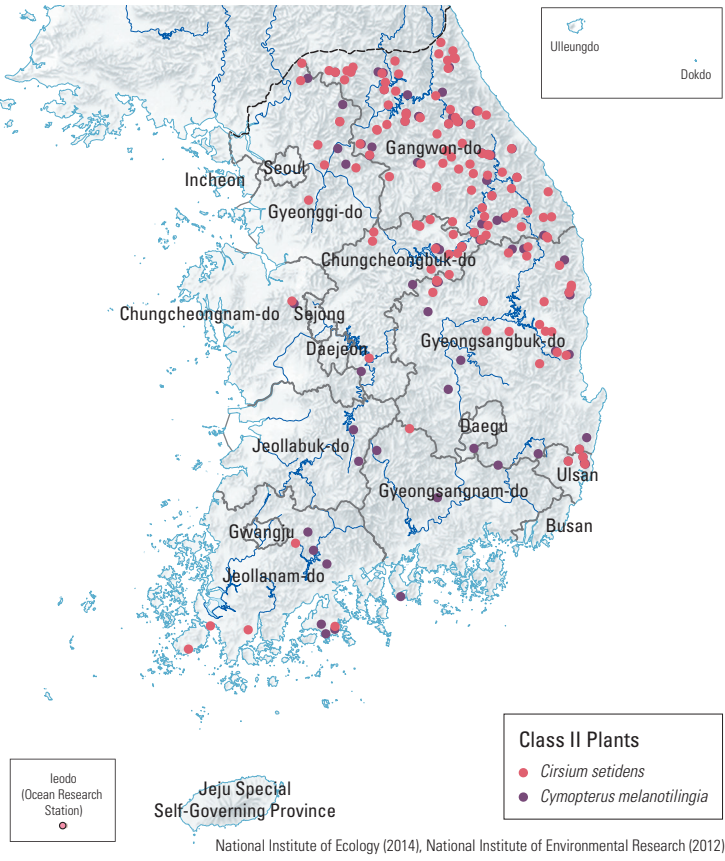 Ulleungdo
Dokdo
Gangwon-do
Seoul
Incheon
Gyeonggi-do
Chungcheongbuk-do
Chungcheongnam-do
Sejong
Gyeongsangbuk-do
Daejeon
Daegu
Jeollabuk-do
Ulsan
Gyeongsangnam-do
Busan
Gwangju
Jeollanam-do
Class II Plants
Cirsium setidens
Cymopterus melanotilingia
Ieodo
(Ocean Research
Station)
Jeju Special
Self-Governing Province
National Institute of Ecology (2014), National Institute of Environmental Research (2012)